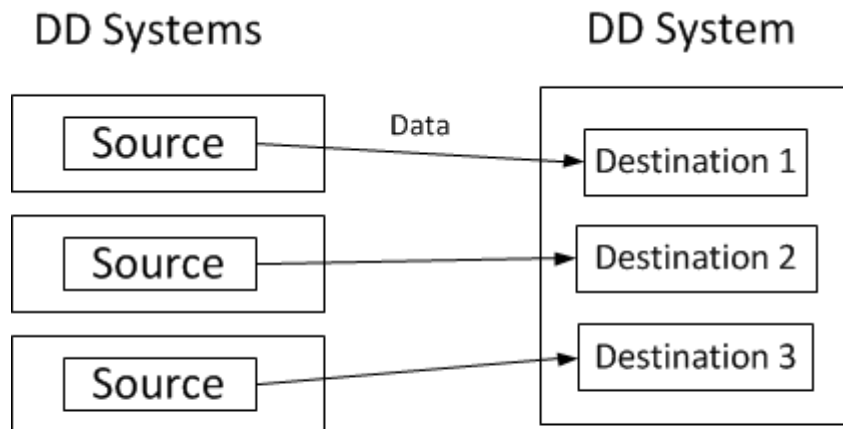 DD Systems
DD System
Data
Source
Destination 1
Source
Destination 2
Source
Destination 3